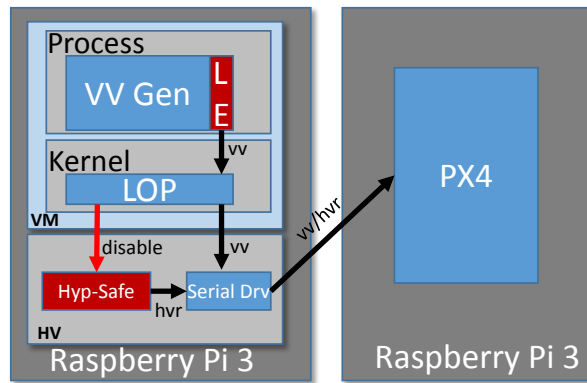 Process
VV Gen
L
E
vv
Kernel
LOP
VM
disable
vv
Hyp-Safe
hvr
Serial Drv
HV
Raspberry Pi 3
vv/hvr
PX4
Raspberry Pi 3